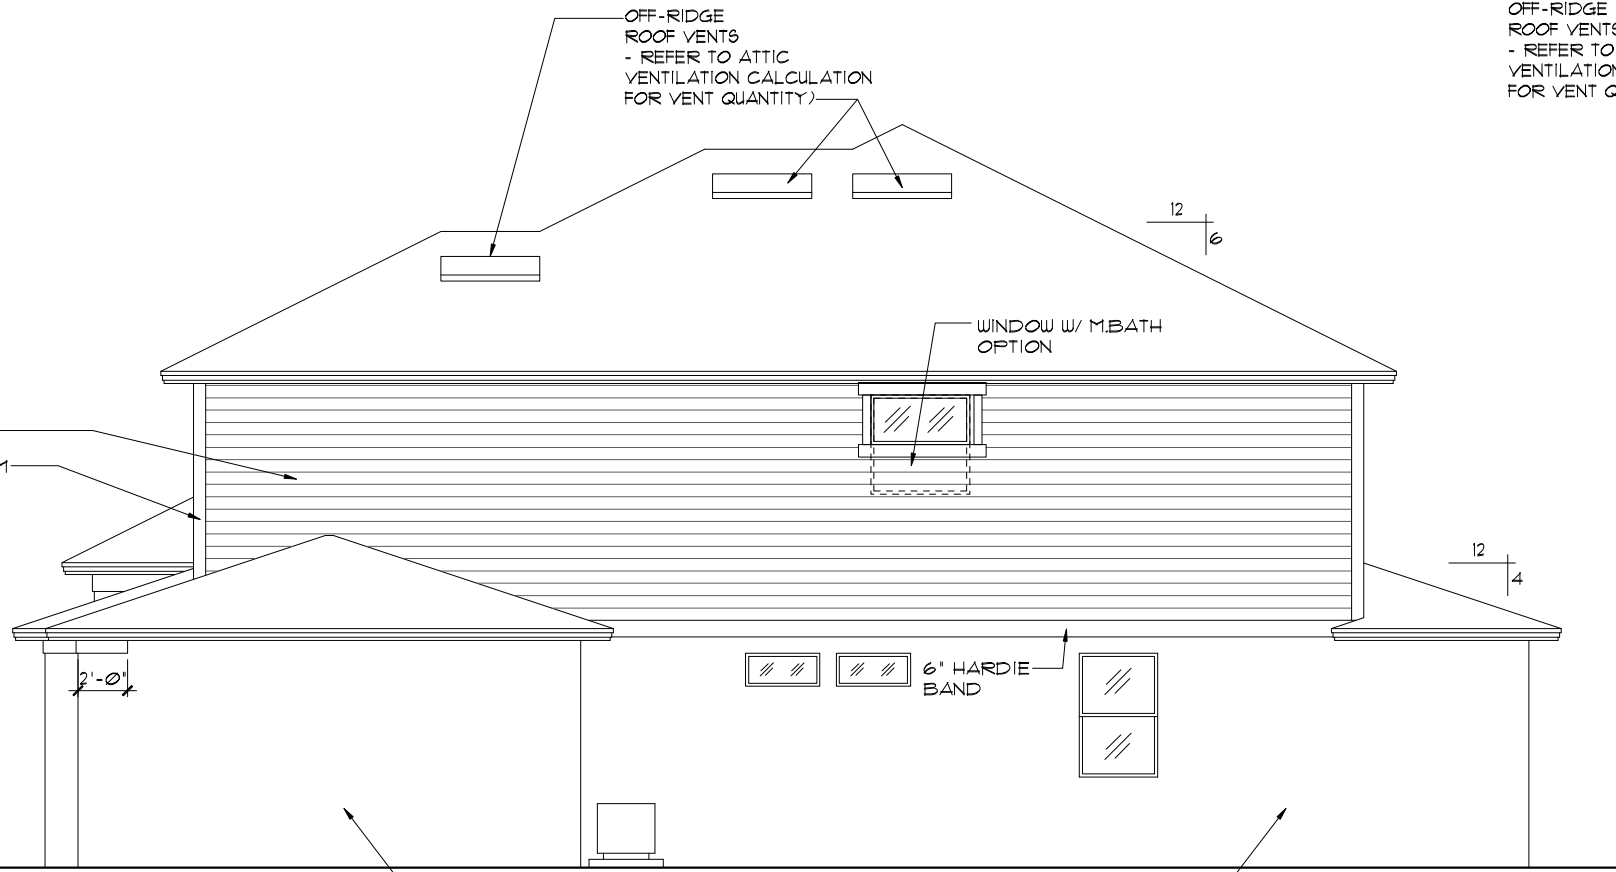 OFF-RIDGE
ROOF VENTS
- REFER TO ATTIC
VENTILATION CALCULATION
FOR VENT QUANTITY)
OFF-RIDGE
ROOF VENTS
- REFER TO
VENTILATION
FOR VENT Q
12
6
WINDOW W/ M.BATH
OPTION
12
4
6" HARDIE
BAND
2'-0"